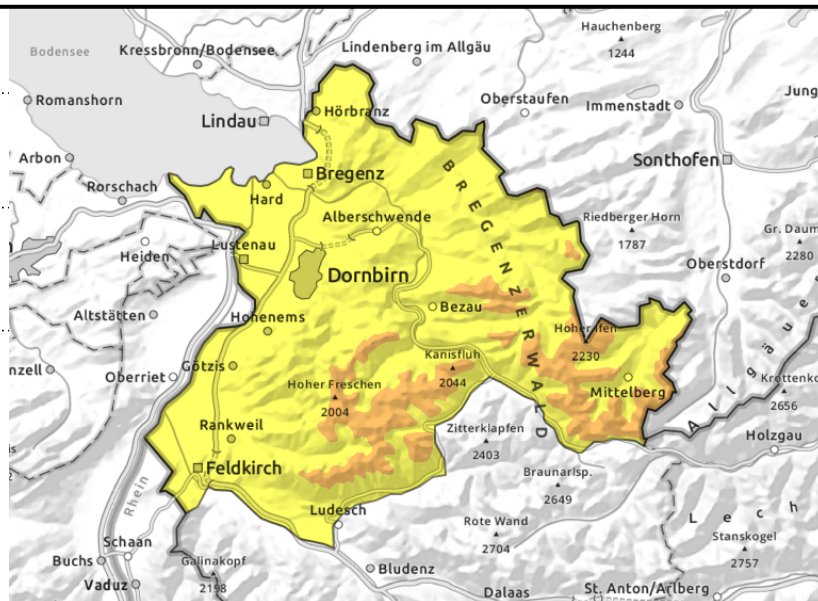 Hauchenberg
1244
Bodensee
Kressbronn/Bodensee
Lindenberg im Allgäu
Jung
Romanshorn
Oberstaufen
Immenstadt
Hörbranz
Lindau
Arbon
Sonthofen
Bregenz
Rorschach
Hard
BREGENZERWALD
Alberschwende
Riedberger Horn
1787
Gr. Daum
2280
Heiden
Lustenau
Dornbirn
Oberstdorf
Altstätten
Hohenems
Bezau
Hoher Ifen
2230
Allgäuer
nzell
Oberriet
Götzis
Kanisfluh
2044
Hoher Freschen
2004
Mittelberg
Krottenko
2656
Rankweil
Zitterklapfen
2403
Holzgau
Feldkirch
Braunarlsp.
2649
Rhein
Ludesch
Rote Wand
2704
Lech
Stanskogel
2757
Schaan
Buchs
Galinakopf
2198
Bludenz
Vaduz
Dalaas
St. Anton/Arlberg